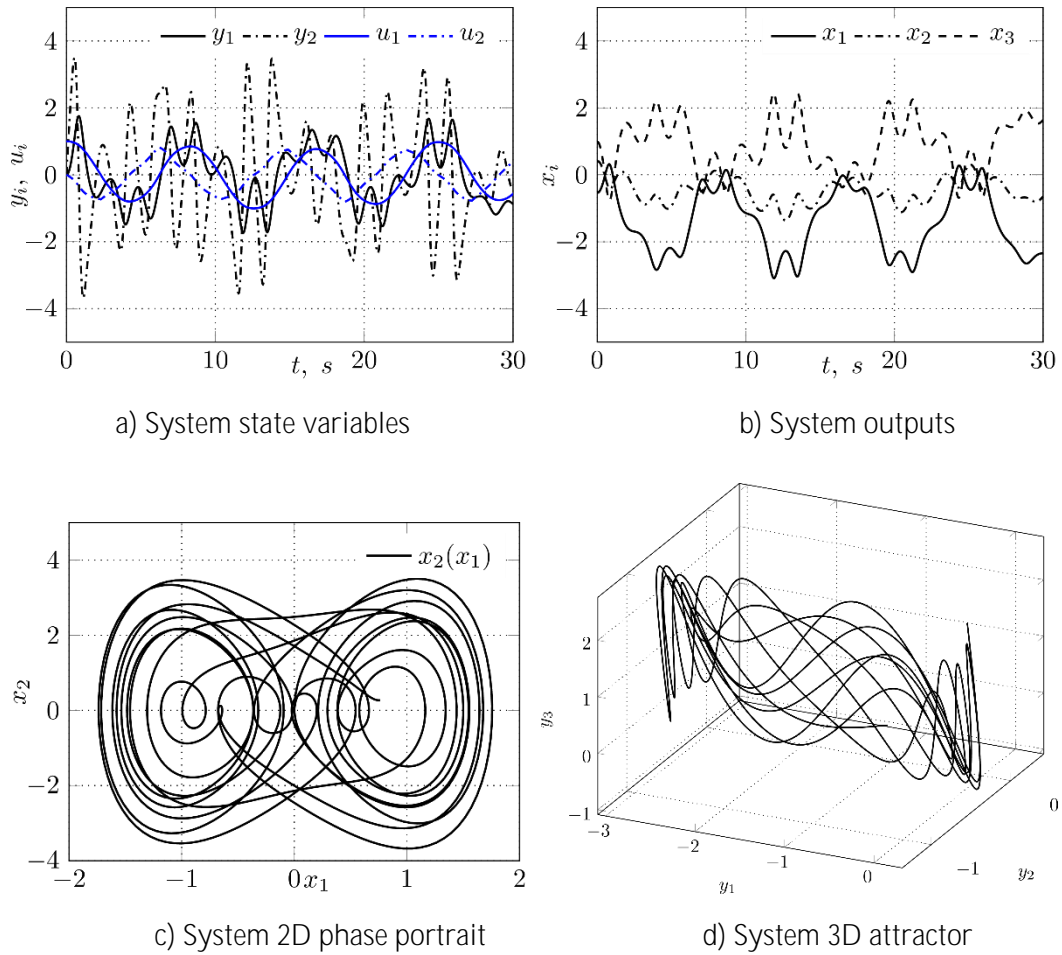 y₁ y₂ u₁ u₂
4
2
0
−2
−4
yᵢ, uᵢ
0 10 20 30
t, s
a) System state variables
x₁ x₂ x₃
4
2
0
−2
−4
xᵢ
0 10 20 30
t, s
b) System outputs
x₂(x₁)
4
2
0
−2
−4
x₂
−2 −1 0 x₁ 1 2
c) System 2D phase portrait
2
1
0
−1
y₃
−3 −2 −1 0
y₁
−1 0
y₂
d) System 3D attractor